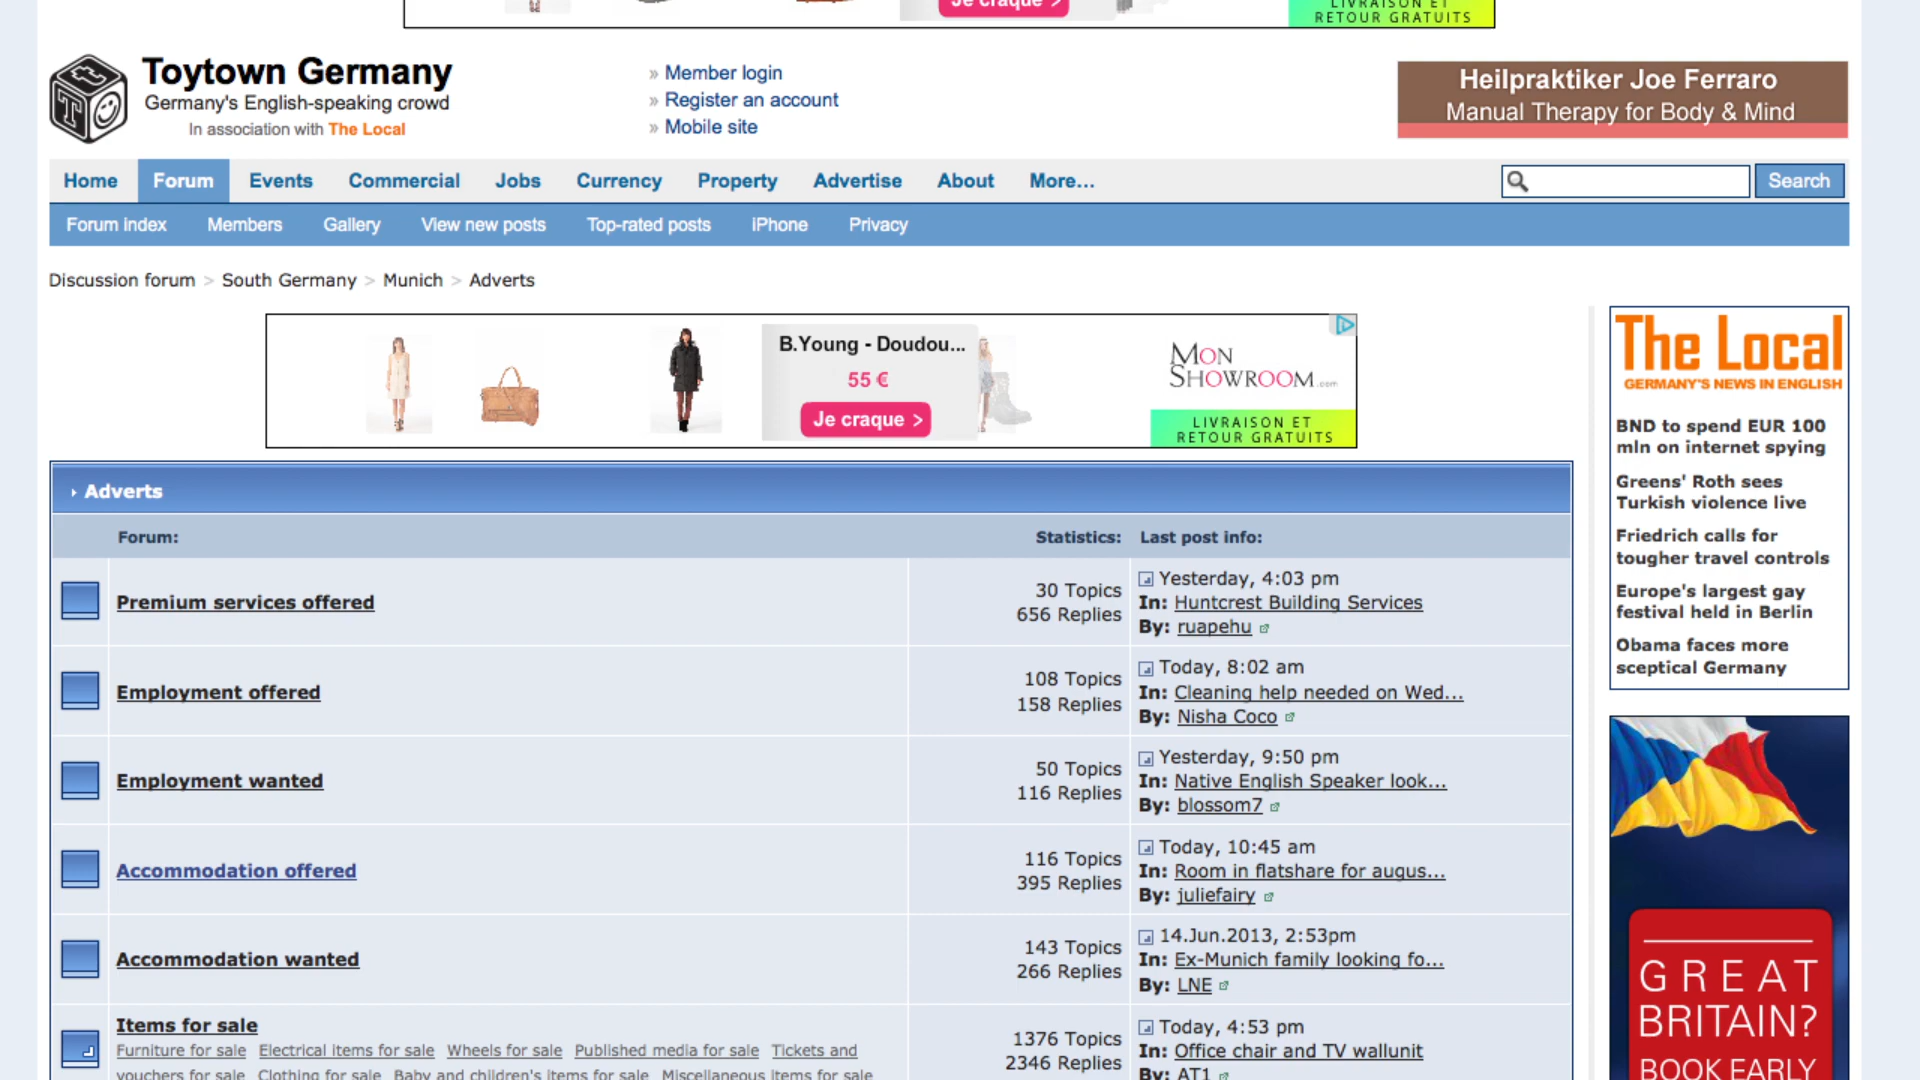 Je craque >
LIVRAISON ET
RETOUR GRATUITS
Toytown Germany
Germany's English-speaking crowd
In association with The Local
» Member login
» Register an account
» Mobile site
Heilpraktiker Joe Ferraro
Manual Therapy for Body & Mind
Home Forum Events Commercial Jobs Currency Property Advertise About More... Search
Forum index Members Gallery View new posts Top-rated posts iPhone Privacy
Discussion forum > South Germany > Munich > Adverts
B.Young - Doudou...
55 €
Je craque >
MON
SHOWROOM.com
LIVRAISON ET
RETOUR GRATUITS
The Local
GERMANY'S NEWS IN ENGLISH
BND to spend EUR 100
mln on internet spying
Greens' Roth sees
Turkish violence live
Friedrich calls for
tougher travel controls
Europe's largest gay
festival held in Berlin
Obama faces more
sceptical Germany
Adverts
Forum: Statistics: Last post info:
Premium services offered
30 Topics
656 Replies
Yesterday, 4:03 pm
In: Huntcrest Building Services
By: ruapehu
Employment offered
108 Topics
158 Replies
Today, 8:02 am
In: Cleaning help needed on Wed...
By: Nisha Coco
Employment wanted
50 Topics
116 Replies
Yesterday, 9:50 pm
In: Native English Speaker look...
By: blossom7
Accommodation offered
116 Topics
395 Replies
Today, 10:45 am
In: Room in flatshare for augus...
By: juliefairy
Accommodation wanted
143 Topics
266 Replies
14.Jun.2013, 2:53pm
In: Ex-Munich family looking fo...
By: LNE
Items for sale
Furniture for sale Electrical items for sale Wheels for sale Published media for sale Tickets and
vouchers for sale Clothing for sale Baby and children's items for sale Miscellaneous items for sale
1376 Topics
2346 Replies
Today, 4:53 pm
In: Office chair and TV wallunit
By: AT1
GREAT
BRITAIN?
BOOK EARLY